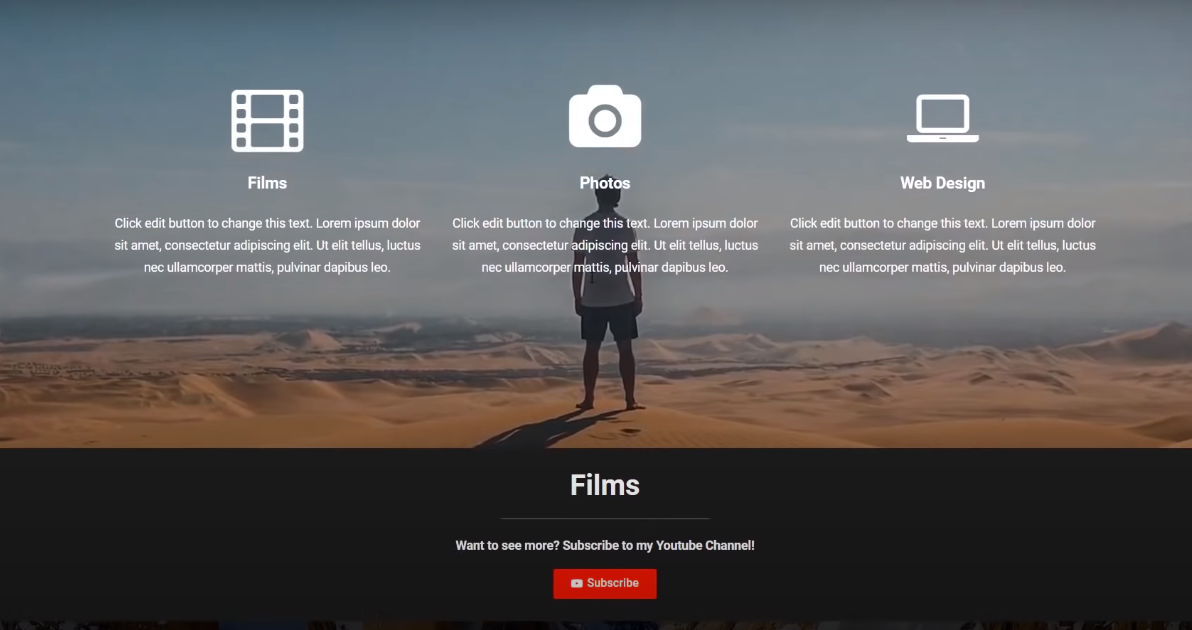 Films
Click edit button to change this text. Lorem ipsum dolor
sit amet, consectetur adipiscing elit. Ut elit tellus, luctus
nec ullamcorper mattis, pulvinar dapibus leo.
Photos
Click edit button to change this text. Lorem ipsum dolor
sit amet, consectetur adipiscing elit. Ut elit tellus, luctus
nec ullamcorper mattis, pulvinar dapibus leo.
Web Design
Click edit button to change this text. Lorem ipsum dolor
sit amet, consectetur adipiscing elit. Ut elit tellus, luctus
nec ullamcorper mattis, pulvinar dapibus leo.
Films
Want to see more? Subscribe to my Youtube Channel!
Subscribe